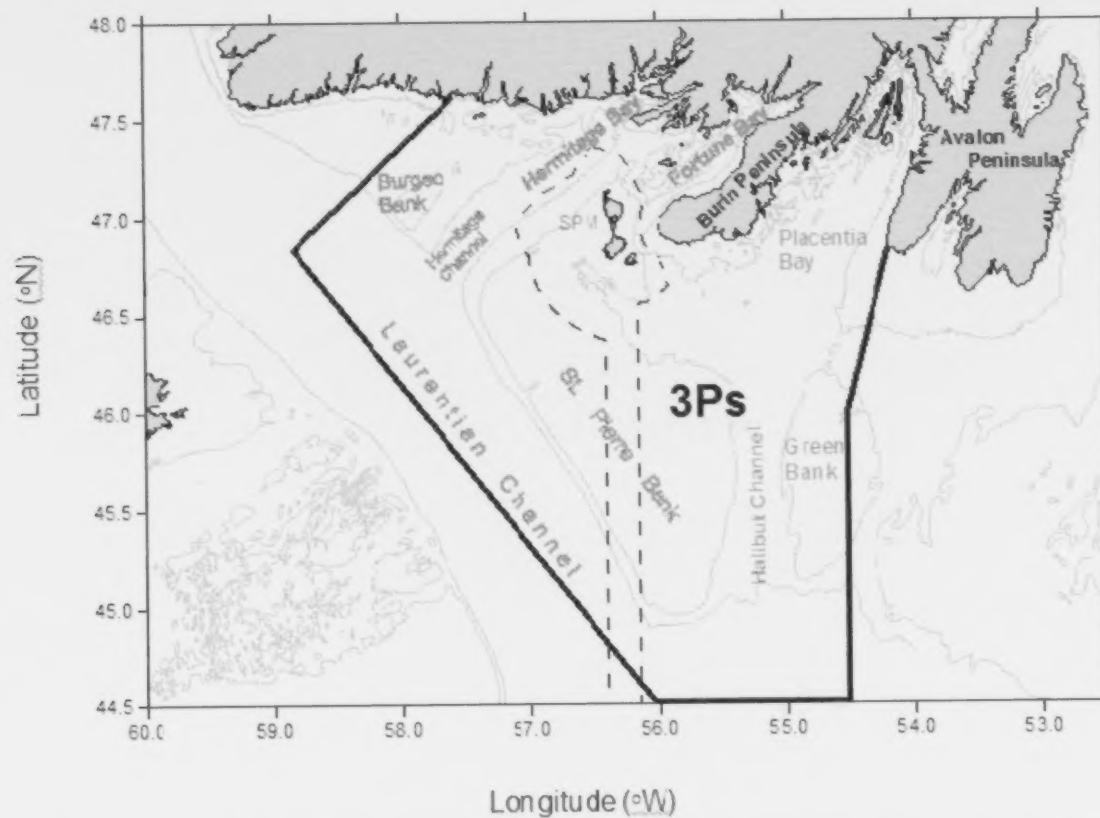 48.0
47.5
47.0
46.5
46.0
45.5
45.0
44.5
Latitude (°N)
60.0
59.0
58.0
57.0
56.0
55.0
54.0
53.0
Longitude (°W)
Burgeo
Bank
Hermitage
Channel
Hermitage Bay
Fortune Bay
Burin Peninsula
SPM
Avalon
Peninsula
Placentia
Bay
Laurentian Channel
St. Pierre Bank
3Ps
Halibut Channel
Green
Bank